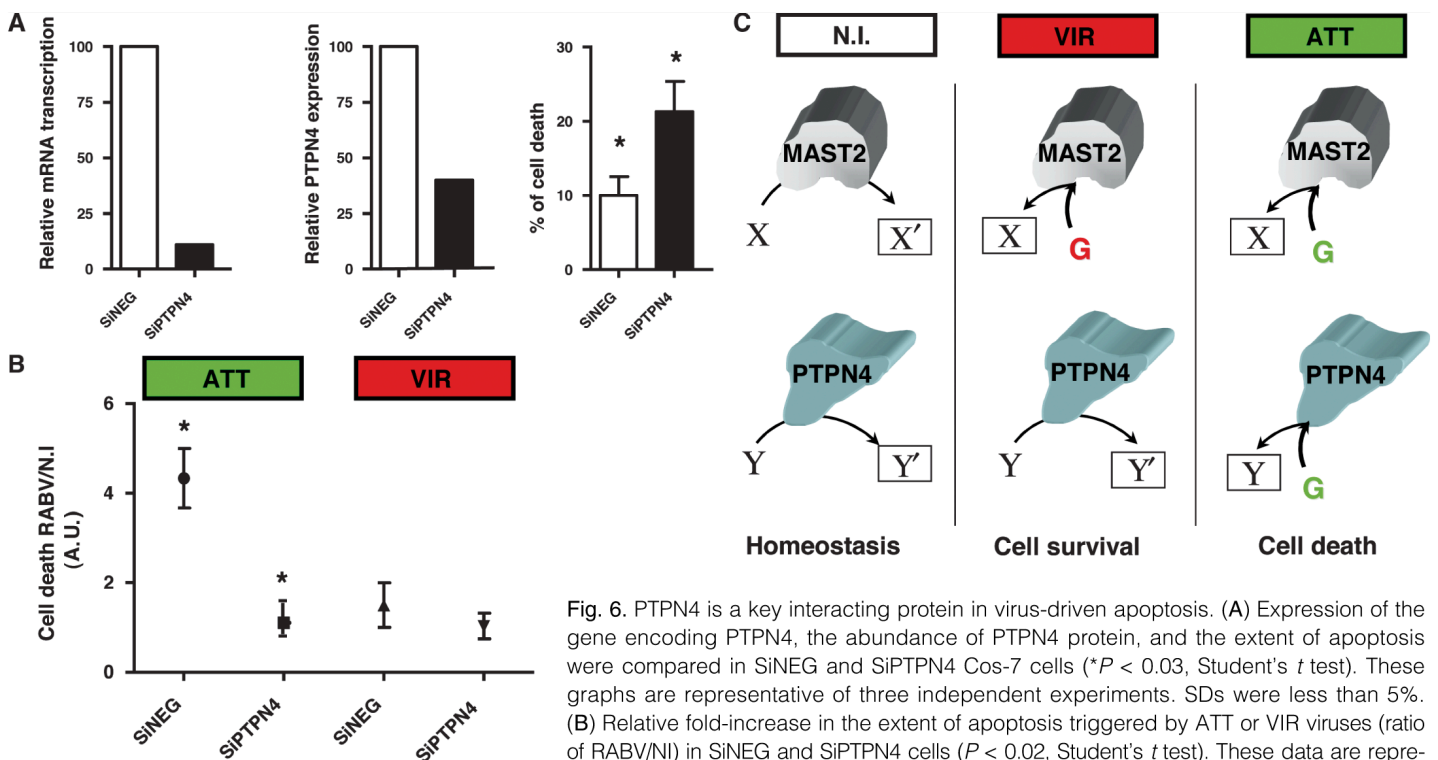 A
Relative mRNA transcription
100
75
50
25
0
SiNEG
SiPTPN4
Relative PTPN4 expression
100
75
50
25
0
SiNEG
SiPTPN4
% of cell death
30
20
10
0
*
*
SiNEG
SiPTPN4
B
ATT
VIR
Cell death RABV/N.I
(A.U.)
6
4
2
0
*
*
SiNEG
SiPTPN4
SiNEG
SiPTPN4
C
N.I.
VIR
ATT
MAST2
MAST2
MAST2
X
X′
X
G
X
G
PTPN4
PTPN4
PTPN4
Y
Y′
Y
Y′
Y
G
Homeostasis
Cell survival
Cell death
Fig. 6. PTPN4 is a key interacting protein in virus-driven apoptosis. (A) Expression of the
gene encoding PTPN4, the abundance of PTPN4 protein, and the extent of apoptosis
were compared in SiNEG and SiPTPN4 Cos-7 cells (*P < 0.03, Student's t test). These
graphs are representative of three independent experiments. SDs were less than 5%.
(B) Relative fold-increase in the extent of apoptosis triggered by ATT or VIR viruses (ratio
of RABV/NI) in SiNEG and SiPTPN4 cells (P < 0.02, Student's t test). These data are repre-